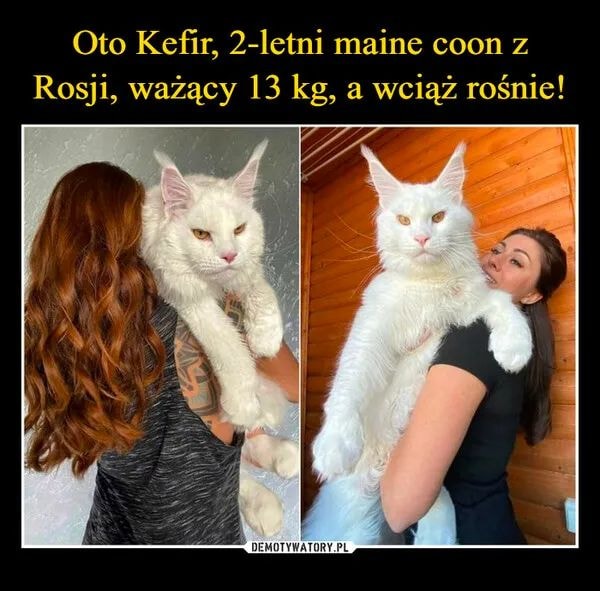 Oto Kefir, 2-letni maine coon z
Rosji, ważący 13 kg, a wciąż rośnie!
DEMOTYWATORY.PL